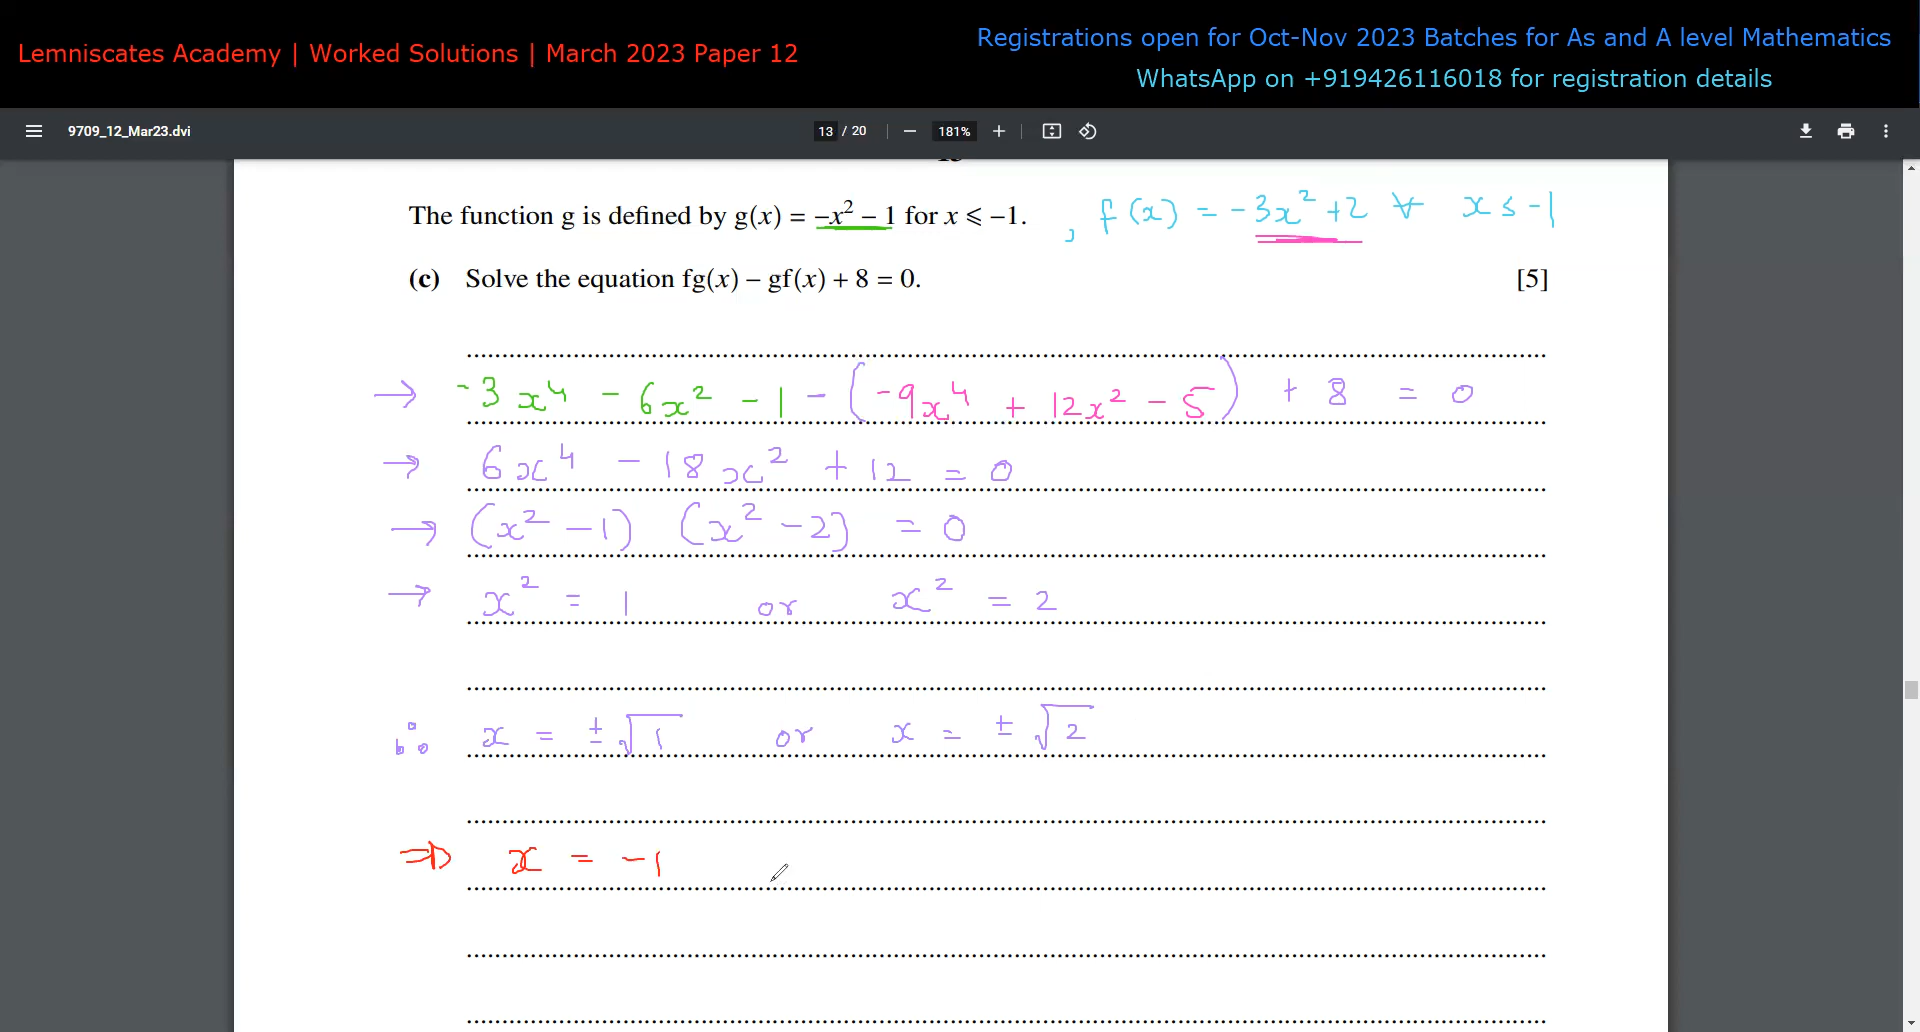 Lemniscates Academy | Worked Solutions | March 2023 Paper 12
Registrations open for Oct-Nov 2023 Batches for As and A level Mathematics
WhatsApp on +919426116018 for registration details
9709_12_Mar23.dvi
13 / 20
181%
The function g is defined by g(x) = −x² − 1 for x ⩽ −1. , f(x) = -3x² + 2 ∀ x ≤ -1
(c) Solve the equation fg(x) − gf(x) + 8 = 0. [5]
→ -3x⁴ - 6x² - 1 - (-9x⁴ + 12x² - 5) + 8 = 0
→ 6x⁴ - 18x² + 12 = 0
→ (x² - 1) (x² - 2) = 0
→ x² = 1 or x² = 2
∴ x = ±√1 or x = ±√2
⇒ x = -1